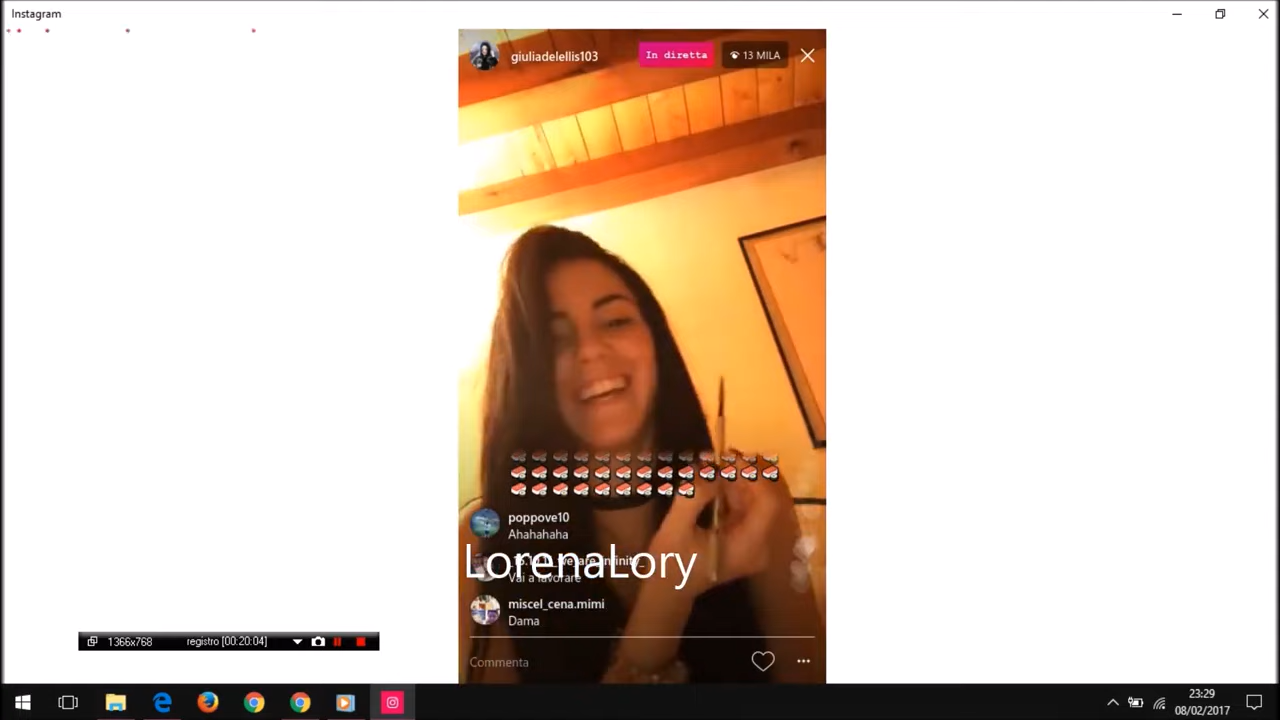 Instagram
giuliadelellis103
In diretta
13 MILA
poppove10
Ahahahaha
Vai a lavorare
LorenaLory
miscel_cena.mimi
Dama
Commenta
1366x768
registro [00:20:04]
23:29
08/02/2017